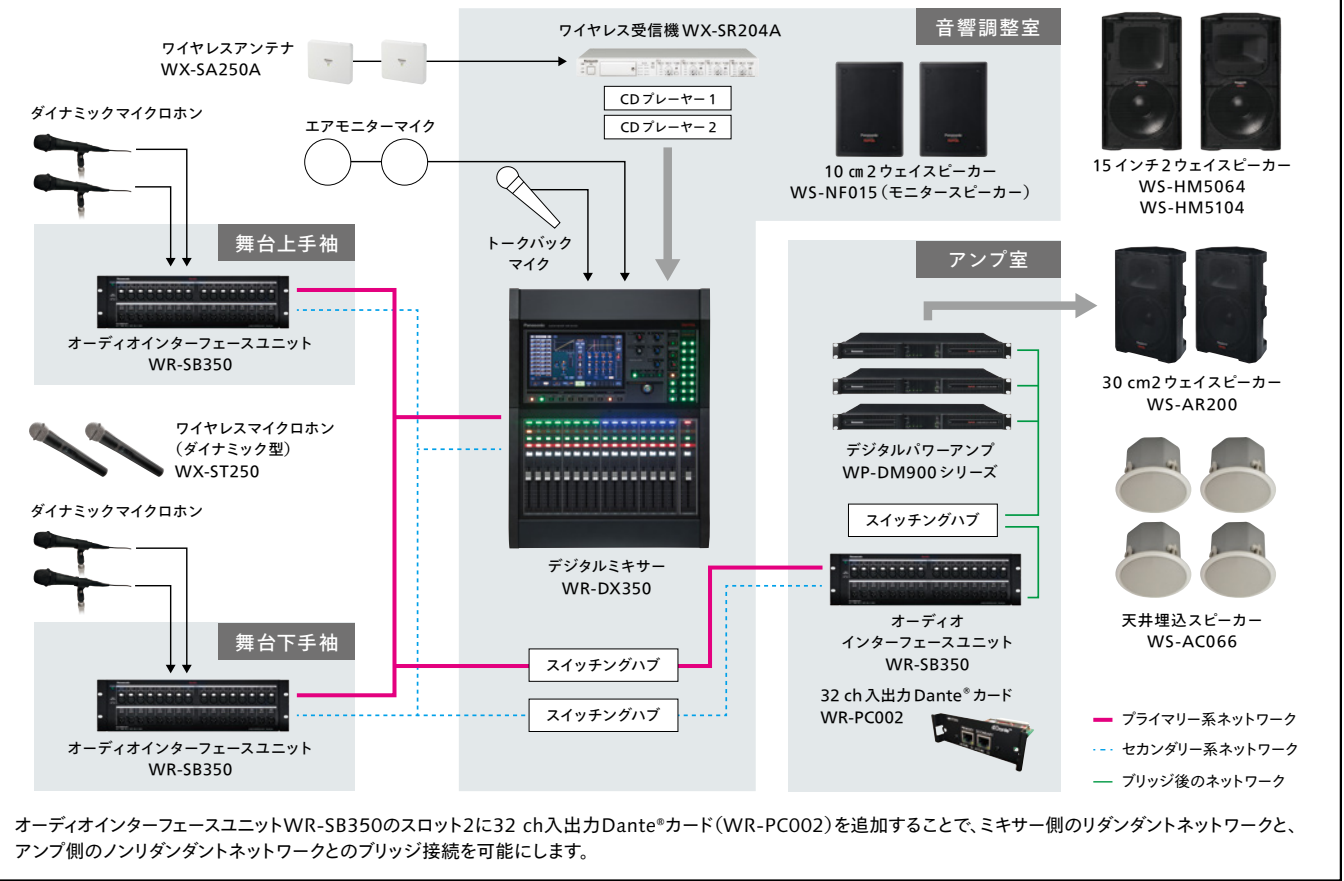 音響調整室
ワイヤレスアンテナ
WX-SA250A
ワイヤレス受信機 WX-SR204A
CDプレーヤー 1
CDプレーヤー 2
ダイナミックマイクロホン
エアモニターマイク
トークバック
マイク
10 ㎝ 2 ウェイスピーカー
WS-NF015（モニタースピーカー）
15 インチ 2 ウェイスピーカー
WS-HM5064
WS-HM5104
舞台上手袖
オーディオインターフェースユニット
WR-SB350
アンプ室
30 cm2 ウェイスピーカー
WS-AR200
ワイヤレスマイクロホン
（ダイナミック型）
WX-ST250
デジタルパワーアンプ
WP-DM900 シリーズ
スイッチングハブ
ダイナミックマイクロホン
デジタルミキサー
WR-DX350
オーディオ
インターフェースユニット
WR-SB350
天井埋込スピーカー
WS-AC066
舞台下手袖
オーディオインターフェースユニット
WR-SB350
スイッチングハブ
スイッチングハブ
32 ch 入出力 Dante® カード
WR-PC002
プライマリー系ネットワーク
セカンダリー系ネットワーク
ブリッジ後のネットワーク
オーディオインターフェースユニットWR-SB350のスロット2に32 ch入出力Dante®カード（WR-PC002）を追加することで、ミキサー側のリダンダントネットワークと、
アンプ側のノンリダンダントネットワークとのブリッジ接続を可能にします。